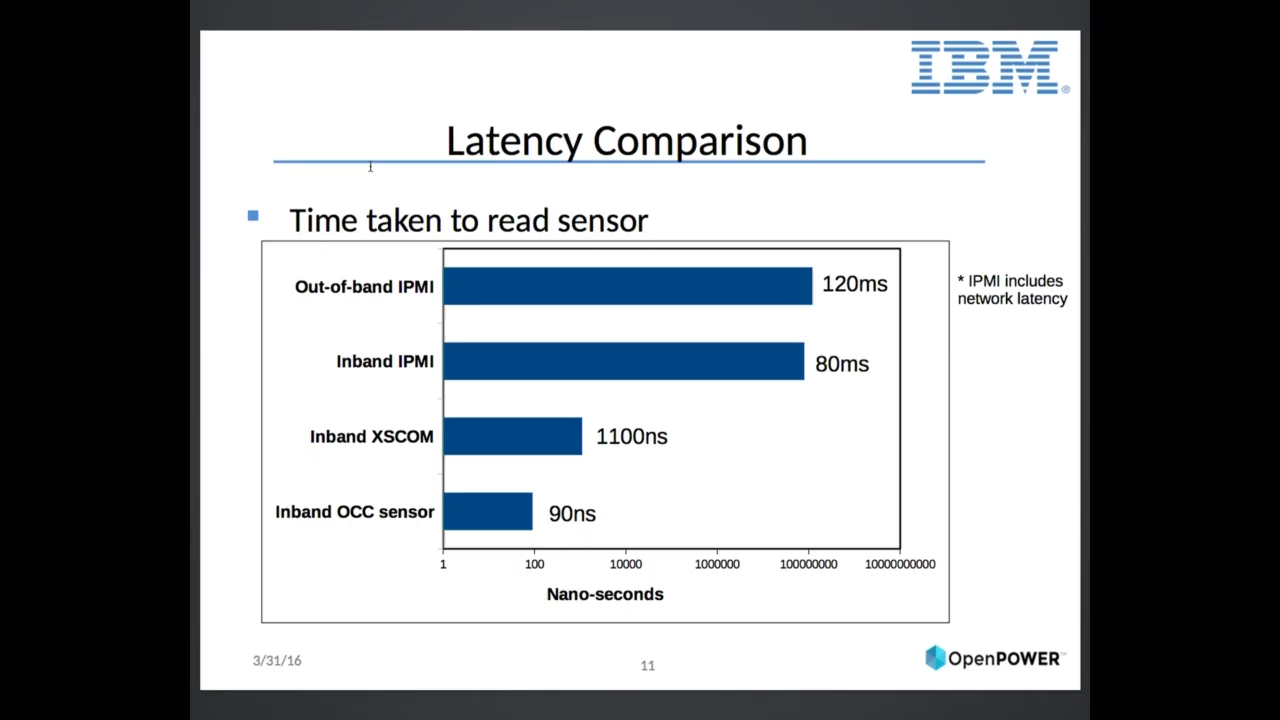 IBM®
Latency Comparison
Time taken to read sensor
Out-of-band IPMI
120ms
* IPMI includes
network latency
Inband IPMI
80ms
Inband XSCOM
1100ns
Inband OCC sensor
90ns
1 100 10000 1000000 100000000 10000000000
Nano-seconds
3/31/16
11
OpenPOWER™